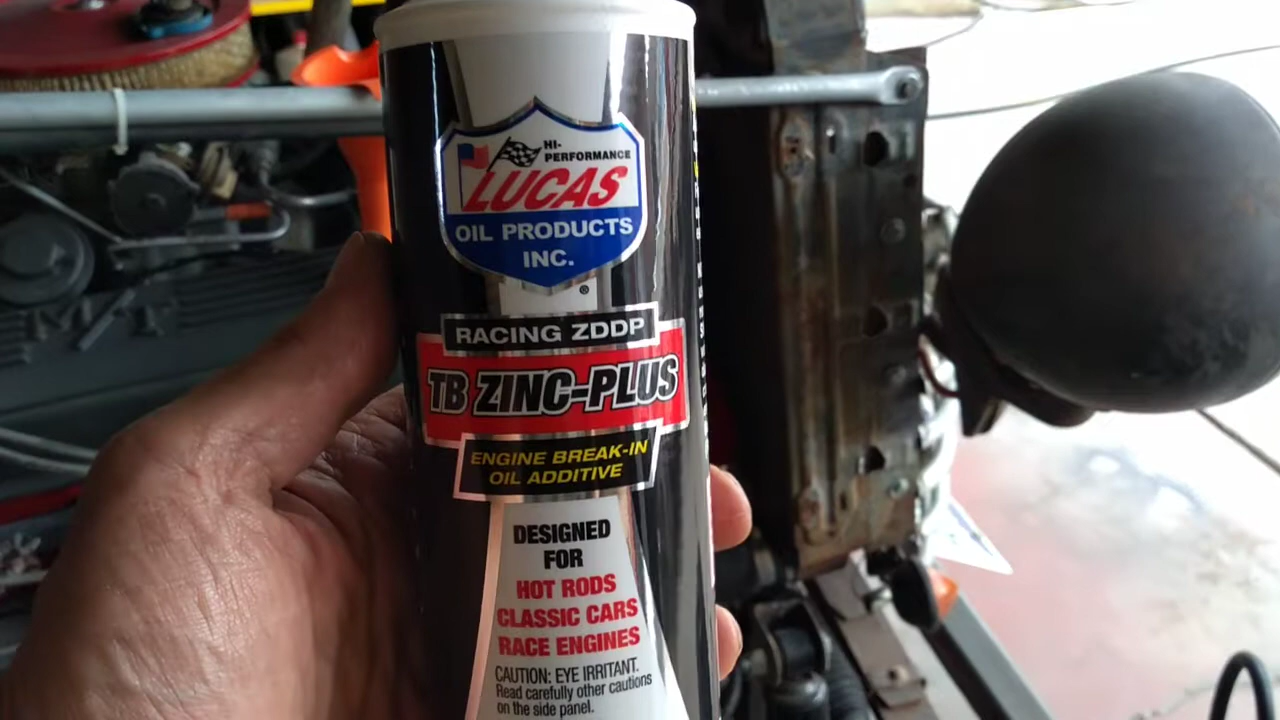 HI-
PERFORMANCE
LUCAS
OIL PRODUCTS
INC.
®
RACING ZDDP
TB ZINC-PLUS
ENGINE BREAK-IN
OIL ADDITIVE
DESIGNED
FOR
HOT RODS
CLASSIC CARS
RACE ENGINES
CAUTION: EYE IRRITANT.
Read carefully other cautions
on the side panel.